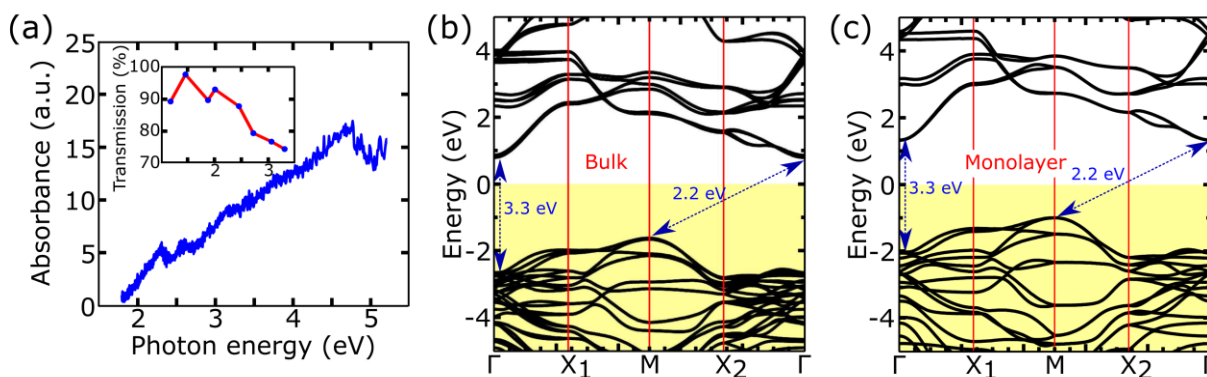 (a)
25
20
15
10
5
0
Absorbance (a.u.)
2
3
4
5
Photon energy (eV)
100
90
80
70
Transmission (%)
2
3
(b)
4
2
0
-2
-4
Energy (eV)
Bulk
2.2 eV
3.3 eV
Γ
X1
M
X2
Γ
(c)
4
2
0
-2
-4
Energy (eV)
Monolayer
2.2 eV
3.3 eV
Γ
X1
M
X2
Γ